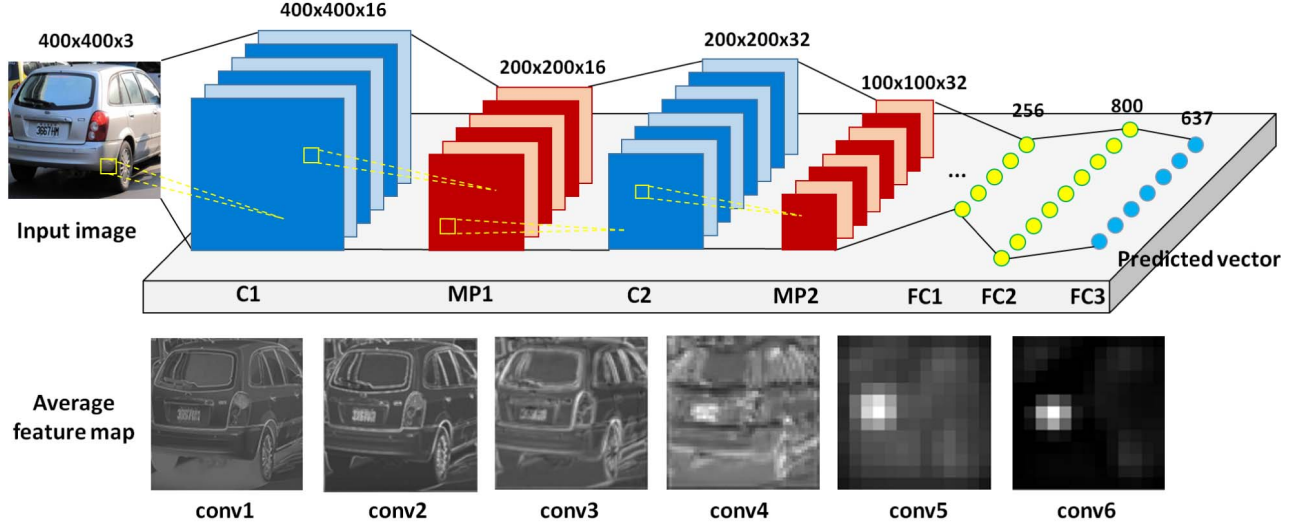 400x400x3
400x400x16
200x200x16
200x200x32
100x100x32
256
800
637
3667HM
...
Input image
Predicted vector
C1
MP1
C2
MP2
FC1
FC2
FC3
Average
feature map
conv1
conv2
conv3
conv4
conv5
conv6